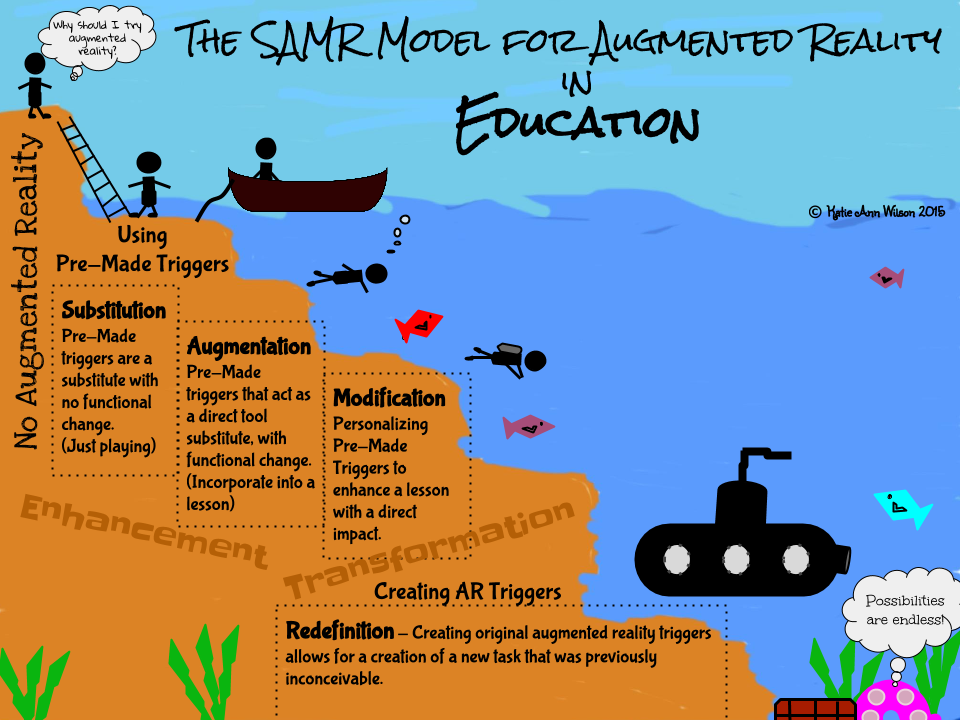 Why should I try
augmented
reality?
The SAMR Model for Augmented Reality
in
Education
© Katie Ann Wilson 2015
No Augmented Reality
Using
Pre-Made Triggers
Substitution
Pre-Made
triggers are a
substitute with
no functional
change.
(Just playing)
Augmentation
Pre-Made
triggers that act as
a direct tool
substitute, with
functional change.
(Incorporate into a
lesson)
Modification
Personalizing
Pre-Made
Triggers to
enhance a lesson
with a direct
impact.
Enhancement
Transformation
Creating AR Triggers
Redefinition - Creating original augmented reality triggers
allows for a creation of a new task that was previously
inconceivable.
Possibilities
are endless!